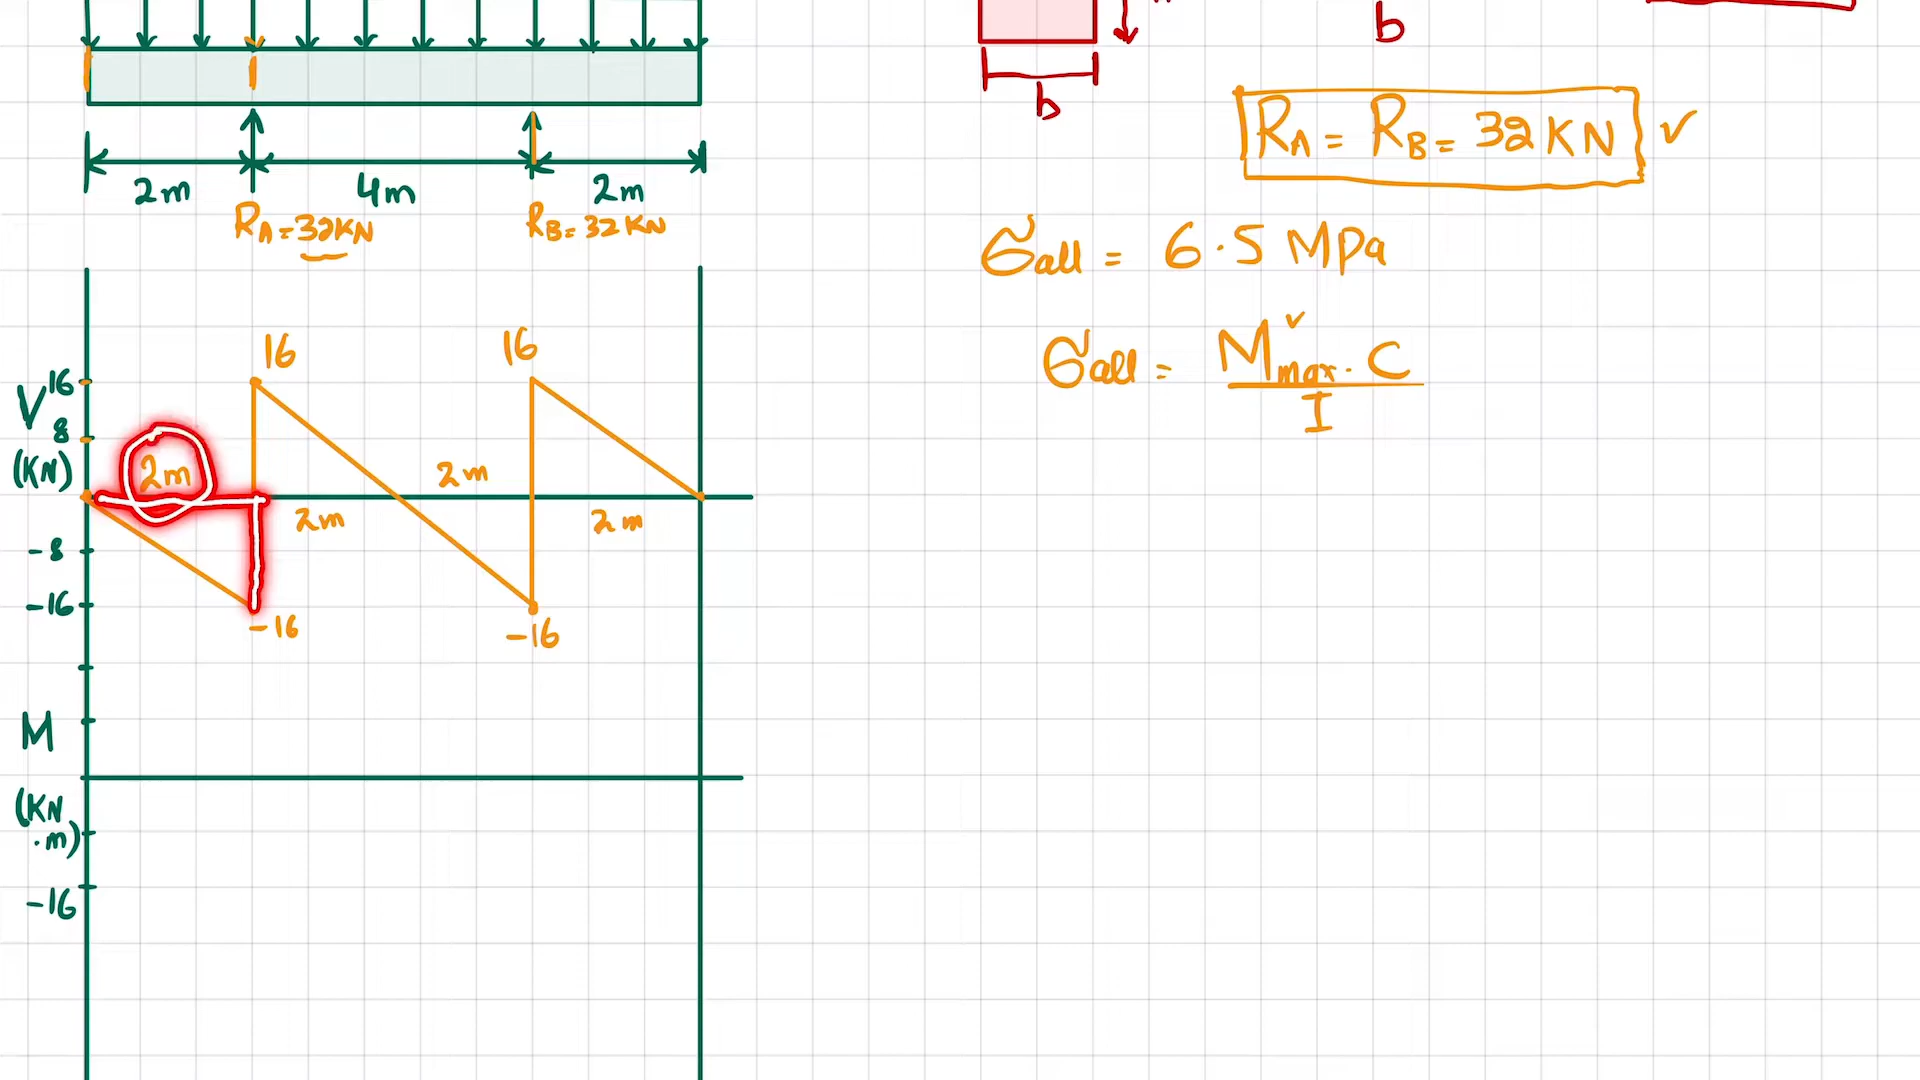 2m
4m
2m
RA = 32KN
RB = 32 KN
b
b
RA = RB = 32 KN ✓
σall = 6.5 MPa
σall = Mmax . C
I
V
(KN)
16
8
-8
-16
16
16
2m
2m
2m
2m
-16
-16
M
(KN
.m)
-16